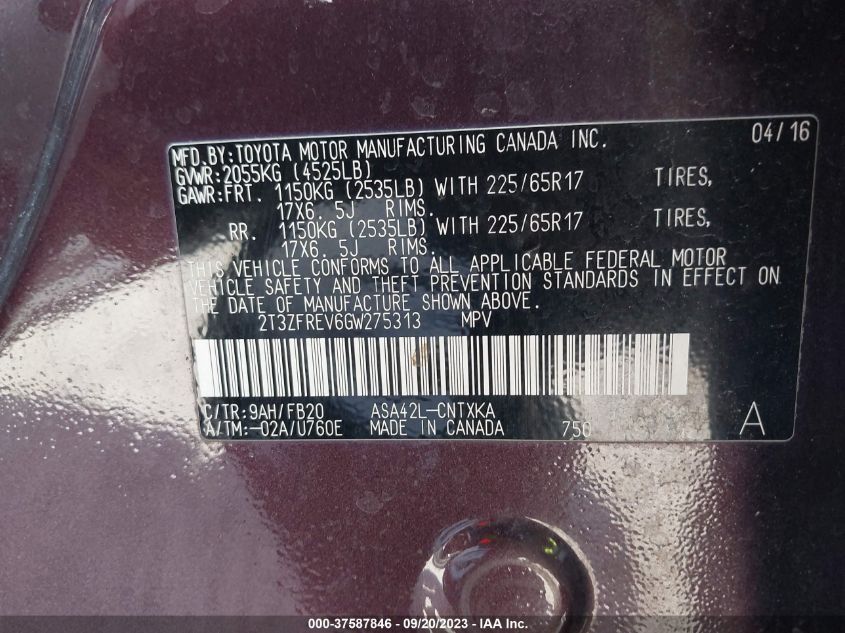 MFD.BY:TOYOTA MOTOR MANUFACTURING CANADA INC. 04/16
GVWR:2055KG (4525LB)
GAWR:FRT. 1150KG (2535LB) WITH 225/65R17 TIRES,
17X6.5J RIMS.
RR. 1150KG (2535LB) WITH 225/65R17 TIRES,
17X6.5J RIMS.
THIS VEHICLE CONFORMS TO ALL APPLICABLE FEDERAL MOTOR
VEHICLE SAFETY AND THEFT PREVENTION STANDARDS IN EFFECT ON
THE DATE OF MANUFACTURE SHOWN ABOVE.
2T3ZFREV6GW275313 MPV
C/TR:9AH/FB20 ASA42L-CNTXKA
A/TM:-02A/U760E MADE IN CANADA 750 A
000-37587846 - 09/20/2023 - IAA Inc.